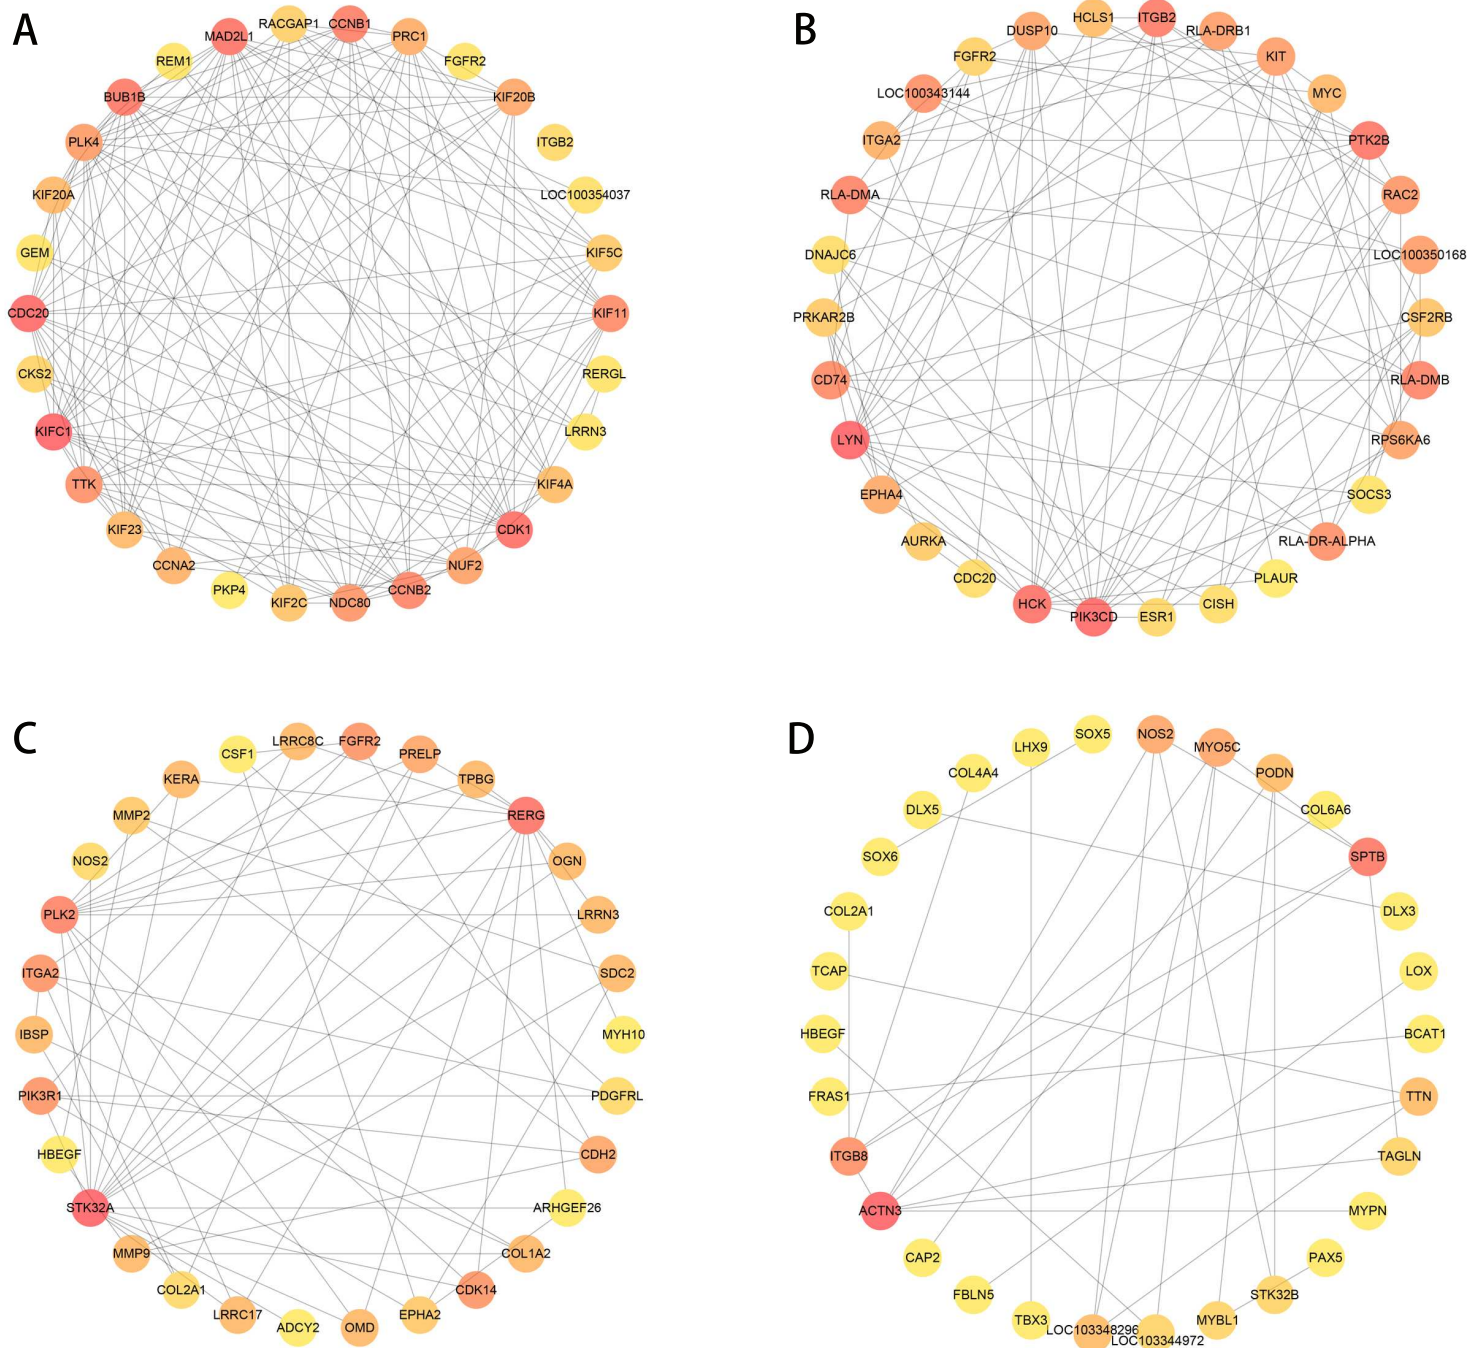 A
RACGAP1
CCNB1
MAD2L1
PRC1
REM1
FGFR2
BUB1B
KIF20B
PLK4
ITGB2
KIF20A
LOC100354037
GEM
KIF5C
CDC20
KIF11
CKS2
RERGL
KIFC1
LRRN3
TTK
KIF4A
KIF23
CDK1
CCNA2
NUF2
PKP4
KIF2C
NDC80
CCNB2
B
HCLS1
ITGB2
DUSP10
RLA-DRB1
FGFR2
KIT
LOC100343144
MYC
ITGA2
PTK2B
RLA-DMA
RAC2
DNAJC6
LOC100350168
PRKAR2B
CSF2RB
CD74
RLA-DMB
LYN
RPS6KA6
EPHA4
SOCS3
AURKA
RLA-DR-ALPHA
CDC20
PLAUR
HCK
PIK3CD
ESR1
CISH
C
LRRC8C
FGFR2
CSF1
PRELP
KERA
TPBG
MMP2
RERG
NOS2
OGN
PLK2
LRRN3
ITGA2
SDC2
IBSP
MYH10
PIK3R1
PDGFRL
HBEGF
CDH2
STK32A
ARHGEF26
MMP9
COL1A2
COL2A1
CDK14
LRRC17
EPHA2
ADCY2
OMD
D
SOX5
NOS2
LHX9
MYO5C
COL4A4
PODN
DLX5
COL6A6
SOX6
SPTB
COL2A1
DLX3
TCAP
LOX
HBEGF
BCAT1
FRAS1
TTN
ITGB8
TAGLN
ACTN3
MYPN
CAP2
PAX5
FBLN5
STK32B
TBX3
LOC103348296
MYBL1
LOC103344972